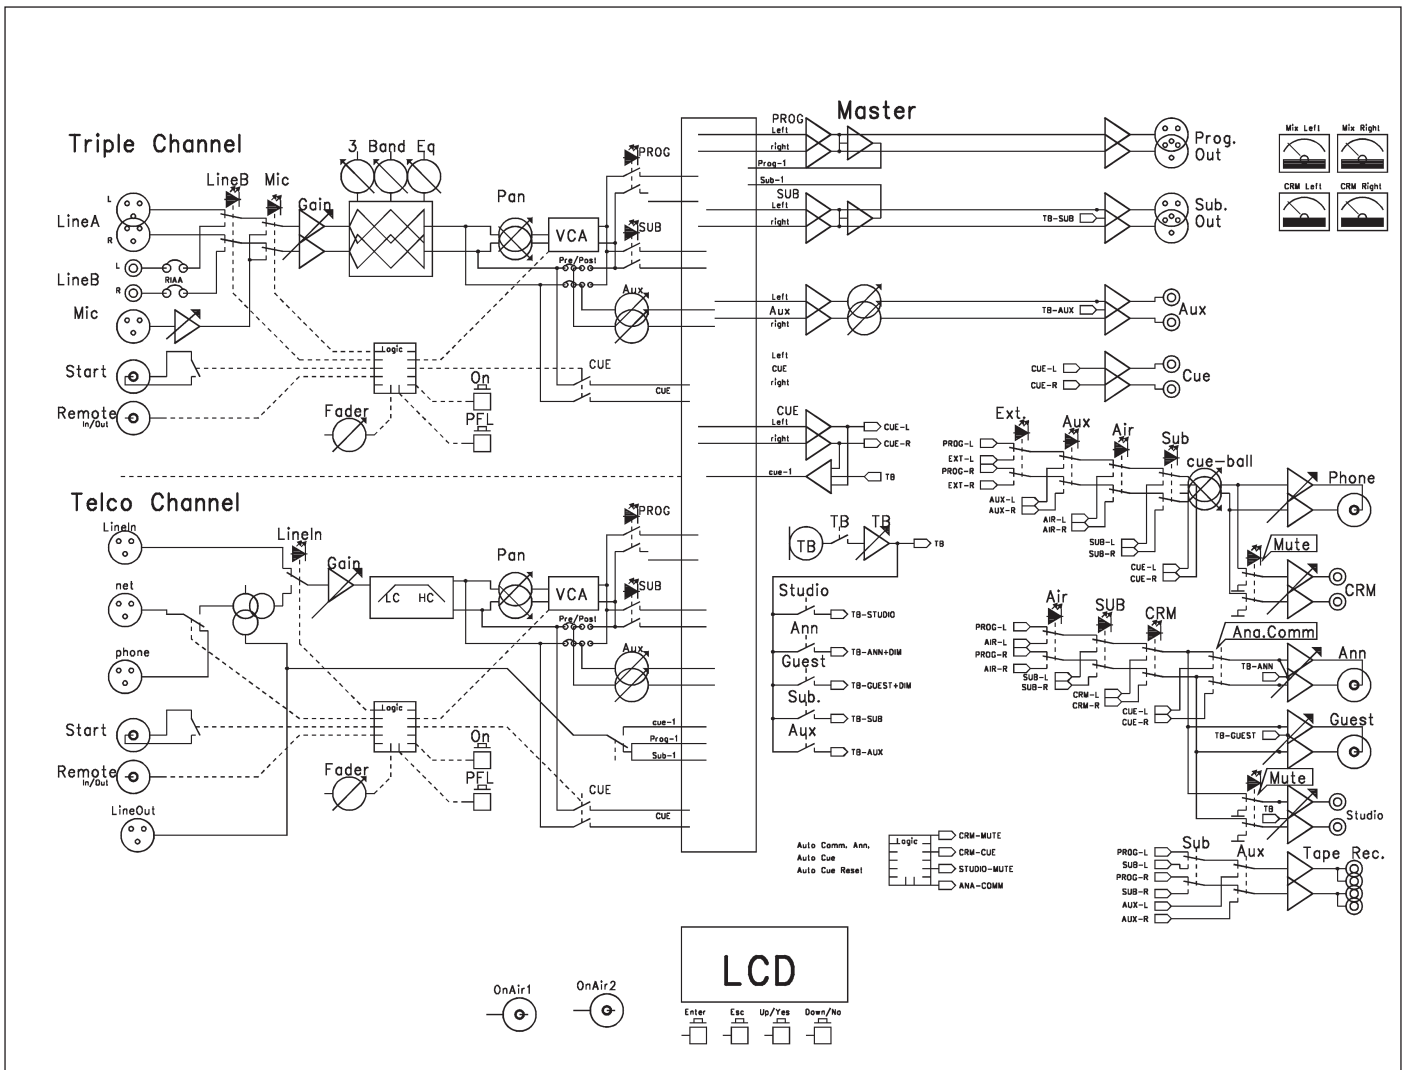 Master
Triple Channel
3 Band Eq
LineB
Mic
Gain
Pan
VCA
PROG
SUB
Pre/Post
Aux
L
LineA
R
L
LineB
R
RIAA
Mic
Start
Remote
In/Out
Logic
On
PFL
Fader
CUE
CUE
PROG
Left
right
Prog-1
Sub-1
SUB
Left
right
Left
Aux
right
Left
CUE
right
CUE
Left
right
cue-1
CUE-L
CUE-R
TB
Prog.
Out
TB-SUB
Sub.
Out
TB-AUX
Aux
CUE-L
CUE-R
Cue
Mix Left
Mix Right
CRM Left
CRM Right
Ext.
Aux
Air
Sub
cue-ball
PROG-L
EXT-L
PROG-R
EXT-R
AUX-L
AUX-R
AIR-L
AIR-R
SUB-L
SUB-R
CUE-L
CUE-R
Phone
Mute
CRM
Telco Channel
LineIn
LineIn
net
phone
Gain
LC HC
Pan
VCA
PROG
SUB
Pre/Post
Aux
Start
Remote
In/Out
LineOut
Logic
On
PFL
Fader
cue-1
Prog-1
Sub-1
CUE
CUE
TB
TB
TB
TB
Studio
TB-STUDIO
Ann
TB-ANN+DIM
Guest
TB-GUEST+DIM
Sub.
TB-SUB
Aux
TB-AUX
Air
SUB
CRM
Ana.Comm
PROG-L
AIR-L
PROG-R
AIR-R
SUB-L
SUB-R
CRM-L
CRM-R
CUE-L
CUE-R
TB-ANN
Ann
TB-GUEST
Guest
Mute
TB
Studio
Auto Comm. Ann,
Auto Cue
Auto Cue Reset
Logic
CRM-MUTE
CRM-CUE
STUDIO-MUTE
ANA-COMM
Sub
Aux
Tape Rec.
PROG-L
SUB-L
PROG-R
SUB-R
AUX-L
AUX-R
LCD
Enter
Esc
Up/Yes
Down/No
OnAir1
OnAir2